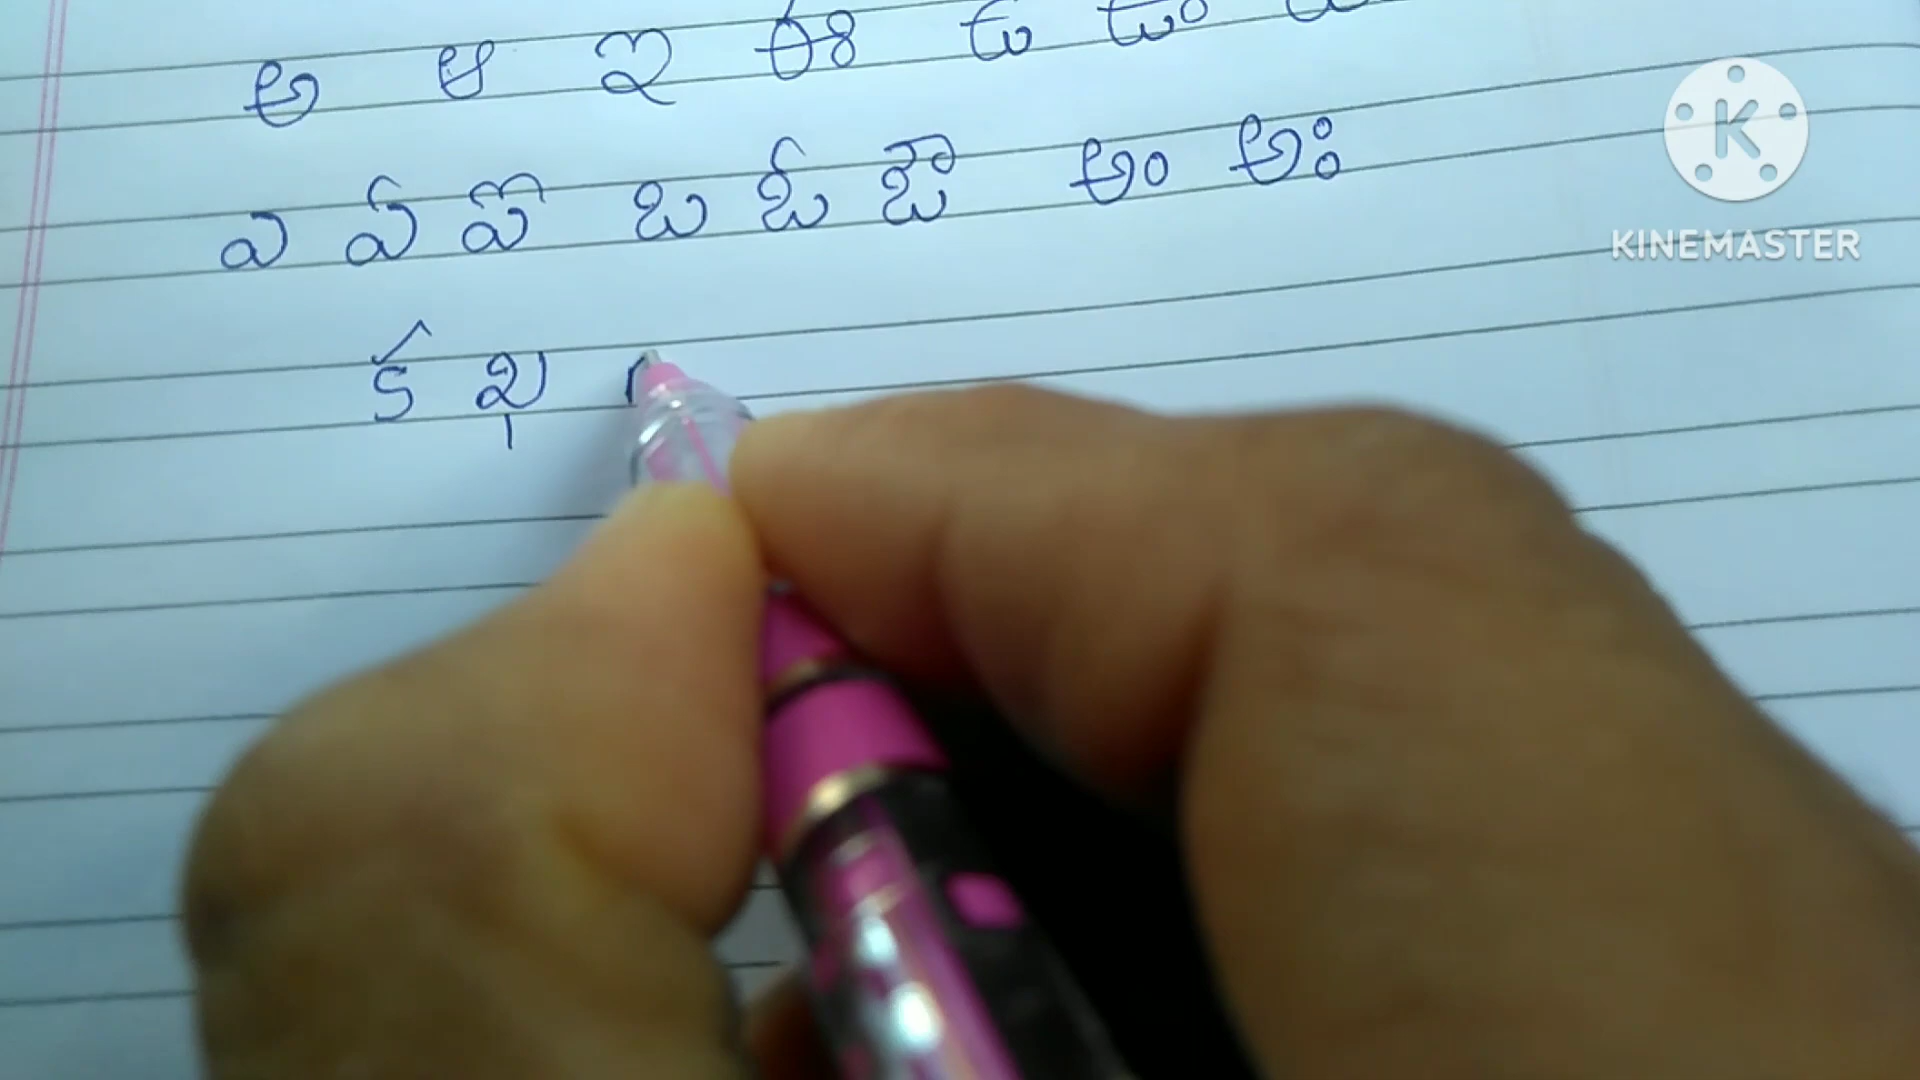 అ ఆ ఇ ఈ ఉ ఊ
ఎ ఏ ఐ ఒ ఓ ఔ అం అః
క ఖ
KINEMASTER